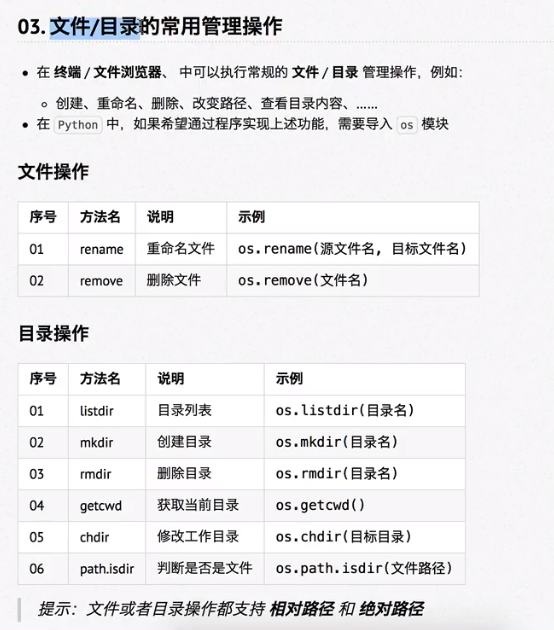 03. 文件/目录的常用管理操作
在 终端 / 文件浏览器、 中可以执行常规的 文件 / 目录 管理操作，例如：
创建、重命名、删除、改变路径、查看目录内容、……
在 Python 中，如果希望通过程序实现上述功能，需要导入 os 模块
文件操作
序号 方法名 说明 示例
01 rename 重命名文件 os.rename(源文件名, 目标文件名)
02 remove 删除文件 os.remove(文件名)
目录操作
序号 方法名 说明 示例
01 listdir 目录列表 os.listdir(目录名)
02 mkdir 创建目录 os.mkdir(目录名)
03 rmdir 删除目录 os.rmdir(目录名)
04 getcwd 获取当前目录 os.getcwd()
05 chdir 修改工作目录 os.chdir(目标目录)
06 path.isdir 判断是否是文件 os.path.isdir(文件路径)
提示：文件或者目录操作都支持 相对路径 和 绝对路径